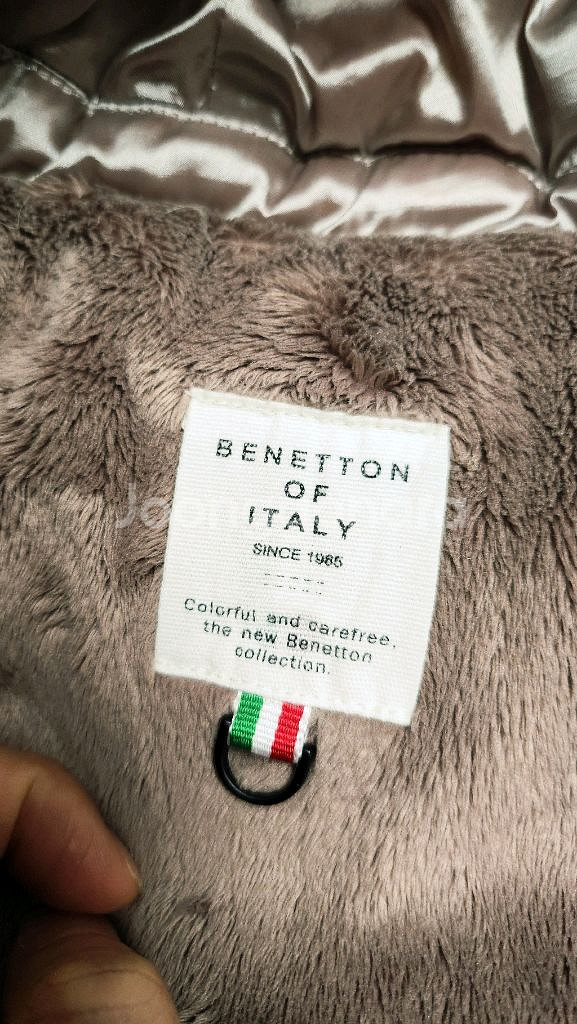 BENETTON
OF
ITALY
SINCE 1965
Colorful and carefree,
the new Benetton
collection.